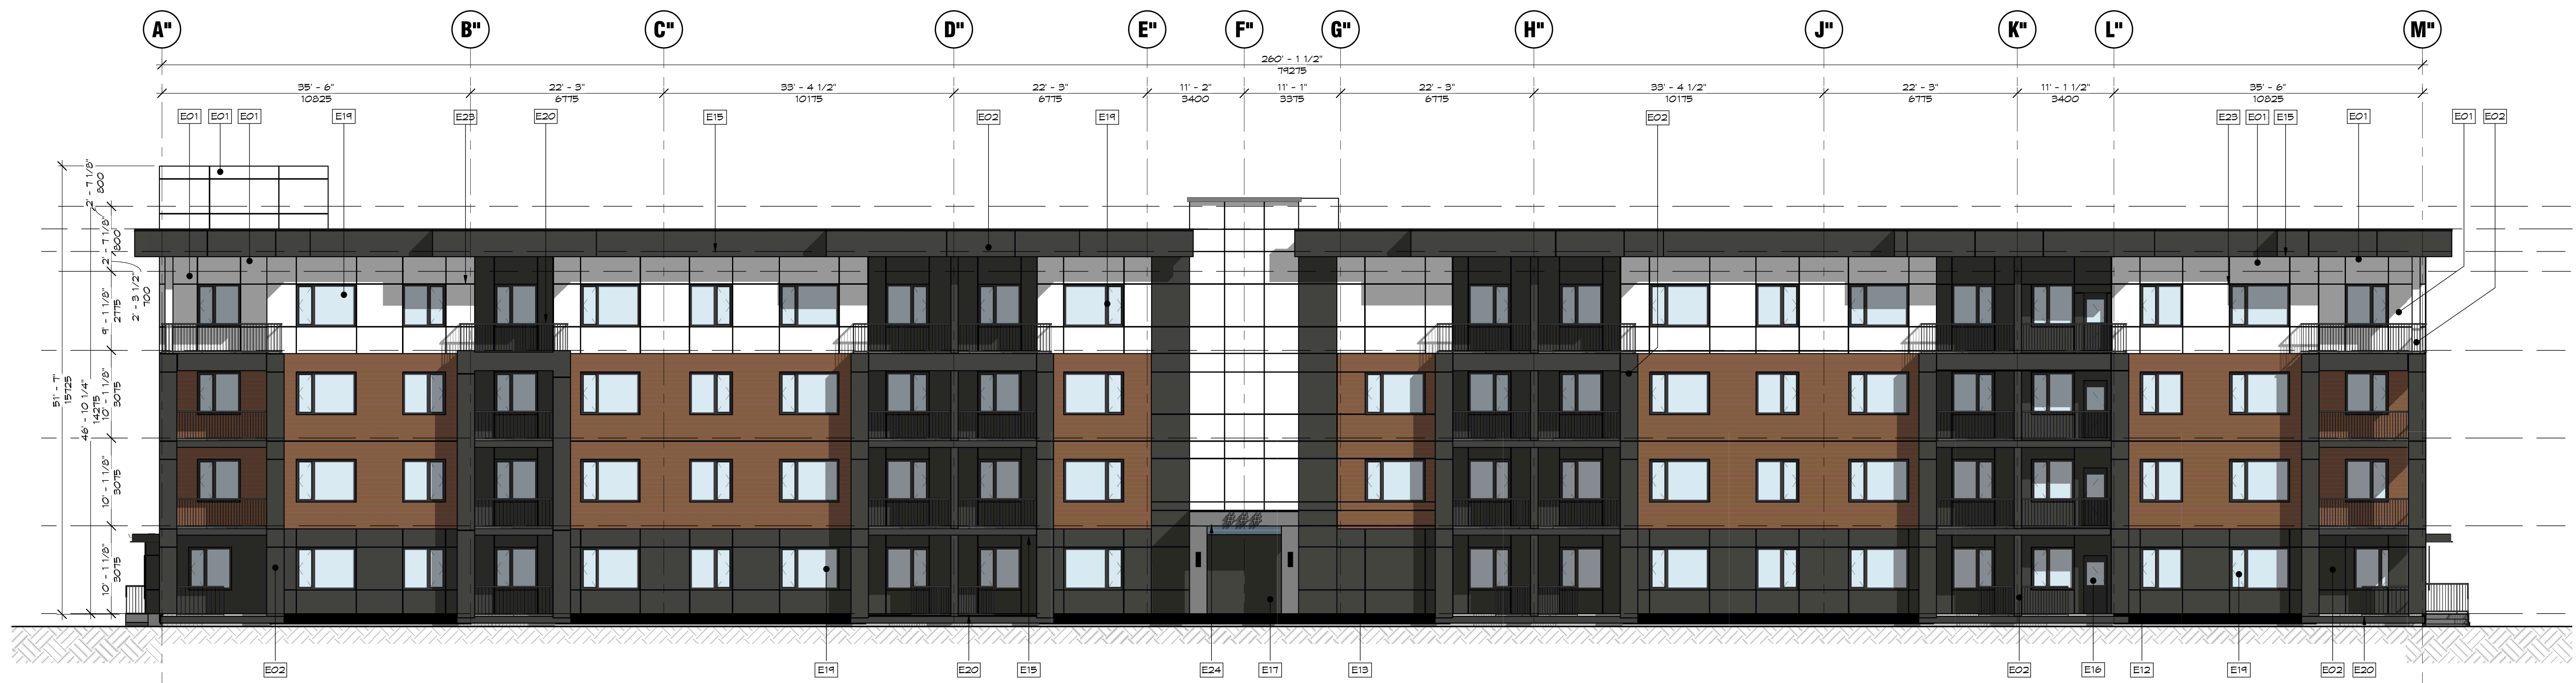 A" B" C" D" E" F" G" H" J" K" L" M"
260' - 1 1/2"
79275
35' - 6" 22' - 3" 33' - 4 1/2" 22' - 3" 11' - 2" 11' - 1" 22' - 3" 33' - 4 1/2" 22' - 3" 11' - 1 1/2" 35' - 6"
10825 6775 10175 6775 3400 3375 6775 10175 6775 3400 10825
E01 E01 E01 E19 E23 E20 E15 E02 E19 E02 E23 E01 E15 E01 E01 E02
51' - 7"
15725
46' - 10 1/4"
14275
2' - 7 1/8"
800
2' - 7 1/8"
800
2' - 3 1/2"
700
9' - 1 1/8"
2775
10' - 1 1/8"
3075
10' - 1 1/8"
3075
10' - 1 1/8"
3075
E02 E19 E20 E15 E24 E17 E13 E02 E16 E12 E19 E02 E20